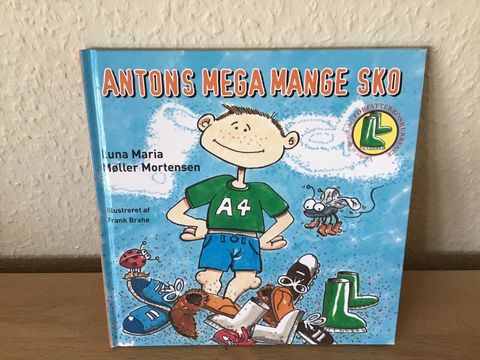 ANTONS MEGA MANGE SKO
Luna Maria
Møller Mortensen
Illustreret af
Frank Brahe
A4